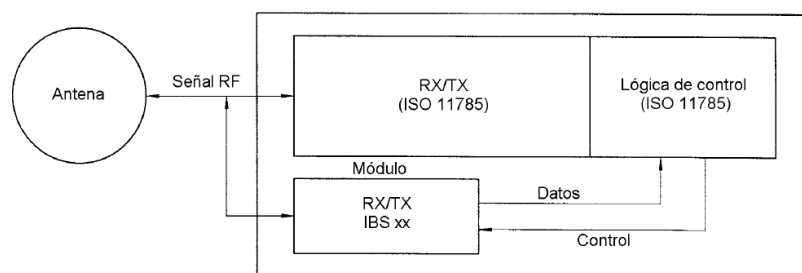 Antena
Señal RF
RX/TX
(ISO 11785)
Lógica de control
(ISO 11785)
Módulo
RX/TX
IBS xx
Datos
Control